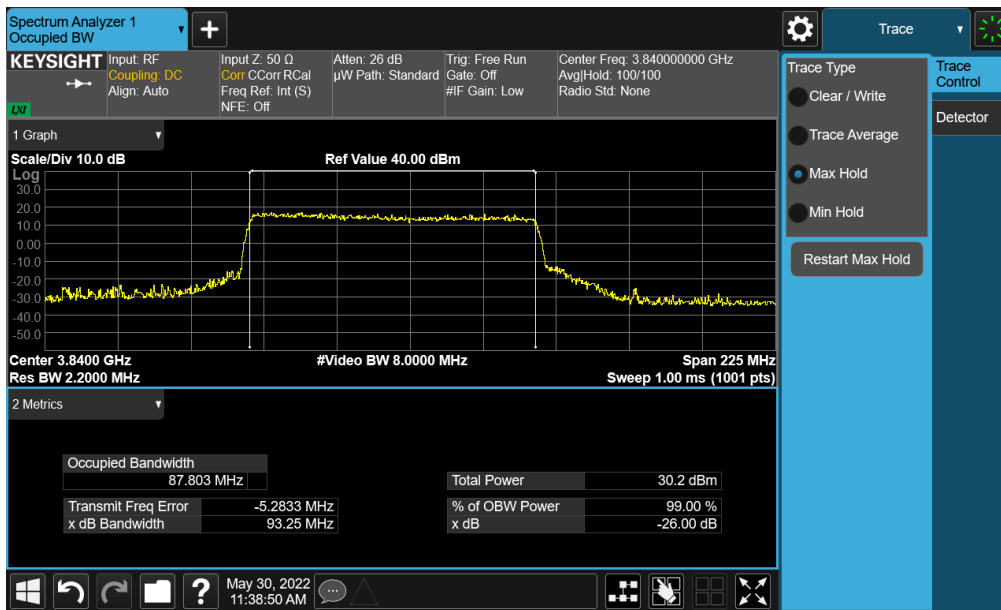 Spectrum Analyzer 1
Occupied BW
+
Trace
KEYSIGHT
LXI
Input: RF
Coupling: DC
Align: Auto
Input Z: 50 Ω
Corr CCorr RCal
Freq Ref: Int (S)
NFE: Off
Atten: 26 dB
µW Path: Standard
Trig: Free Run
Gate: Off
#IF Gain: Low
Center Freq: 3.840000000 GHz
Avg|Hold: 100/100
Radio Std: None
Trace Type
Clear / Write
Trace Average
Max Hold
Min Hold
Restart Max Hold
Trace
Control
Detector
1 Graph
Scale/Div 10.0 dB
Ref Value 40.00 dBm
Log
30.0
20.0
10.0
0.00
-10.0
-20.0
-30.0
-40.0
-50.0
Center 3.8400 GHz
#Video BW 8.0000 MHz
Span 225 MHz
Res BW 2.2000 MHz
Sweep 1.00 ms (1001 pts)
2 Metrics
Occupied Bandwidth
87.803 MHz
Total Power 30.2 dBm
Transmit Freq Error -5.2833 MHz
% of OBW Power 99.00 %
x dB Bandwidth 93.25 MHz
x dB -26.00 dB
?
May 30, 2022
11:38:50 AM